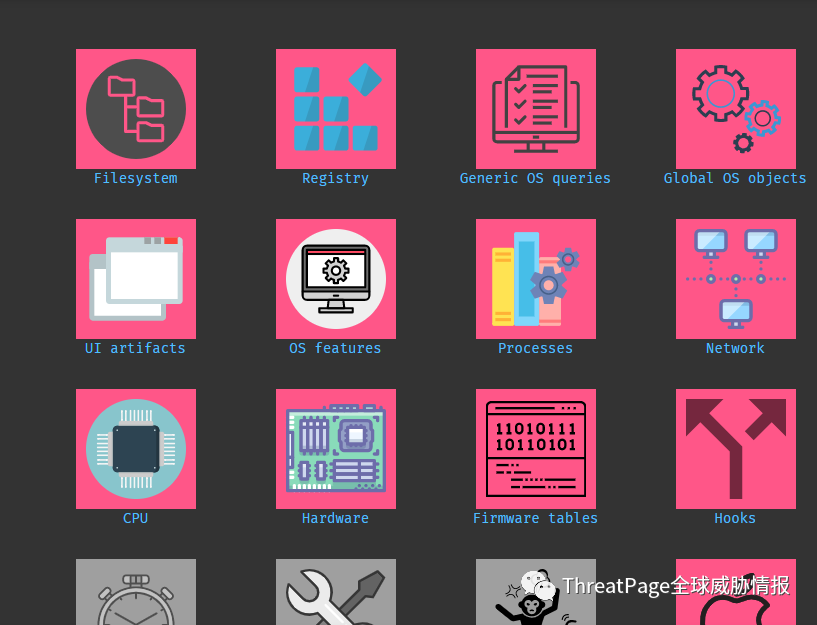 Filesystem
Registry
Generic OS queries
Global OS objects
UI artifacts
OS features
Processes
Network
11010111
10110101
CPU
Hardware
Firmware tables
Hooks
ThreatPage全球威胁情报